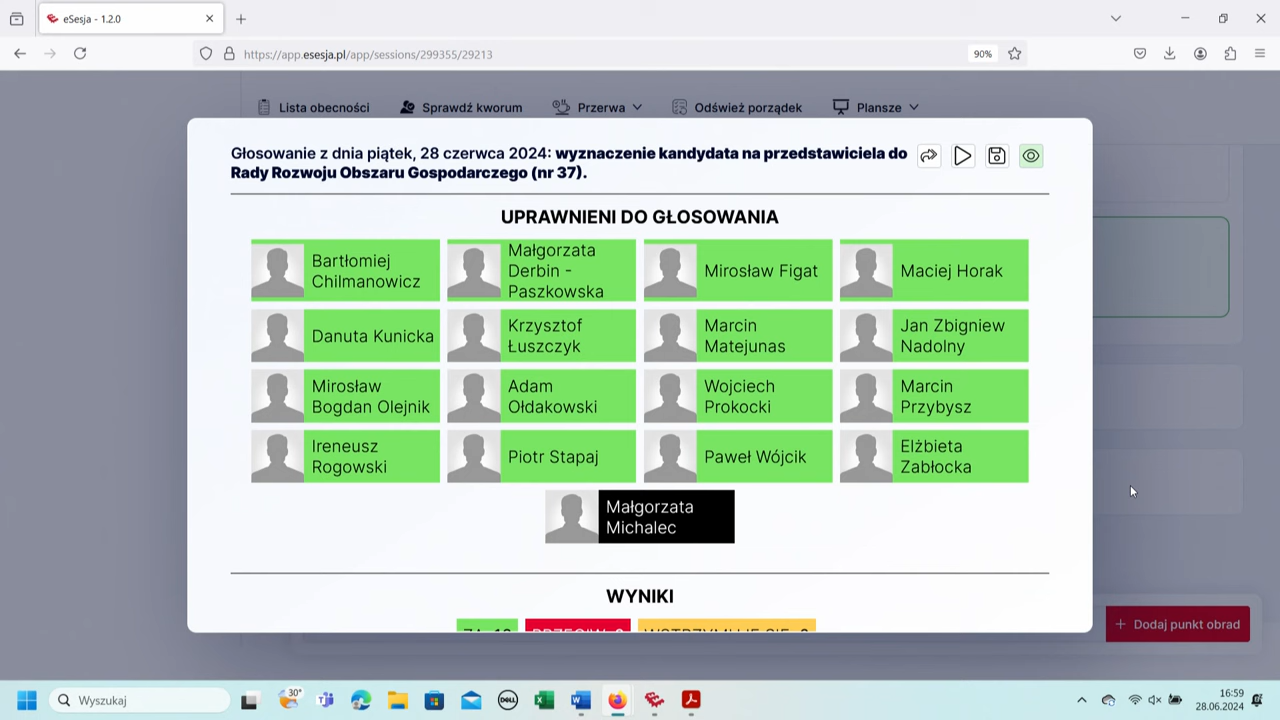 eSesja - 1.2.0
https://app.esesja.pl/app/sessions/299355/29213
90%
Lista obecności
Sprawdź kworum
Przerwa
Odśwież porządek
Plansze
Głosowanie z dnia piątek, 28 czerwca 2024: wyznaczenie kandydata na przedstawiciela do
Rady Rozwoju Obszaru Gospodarczego (nr 37).
UPRAWNIENI DO GŁOSOWANIA
Bartłomiej
Chilmanowicz
Małgorzata
Derbin -
Paszkowska
Mirosław Figat
Maciej Horak
Danuta Kunicka
Krzysztof
Łuszczyk
Marcin
Matejunas
Jan Zbigniew
Nadolny
Mirosław
Bogdan Olejnik
Adam
Ołdakowski
Wojciech
Prokocki
Marcin
Przybysz
Ireneusz
Rogowski
Piotr Stapaj
Paweł Wójcik
Elżbieta
Zabłocka
Małgorzata
Michalec
WYNIKI
+ Dodaj punkt obrad
Wyszukaj
30°
DELL
16:59
28.06.2024